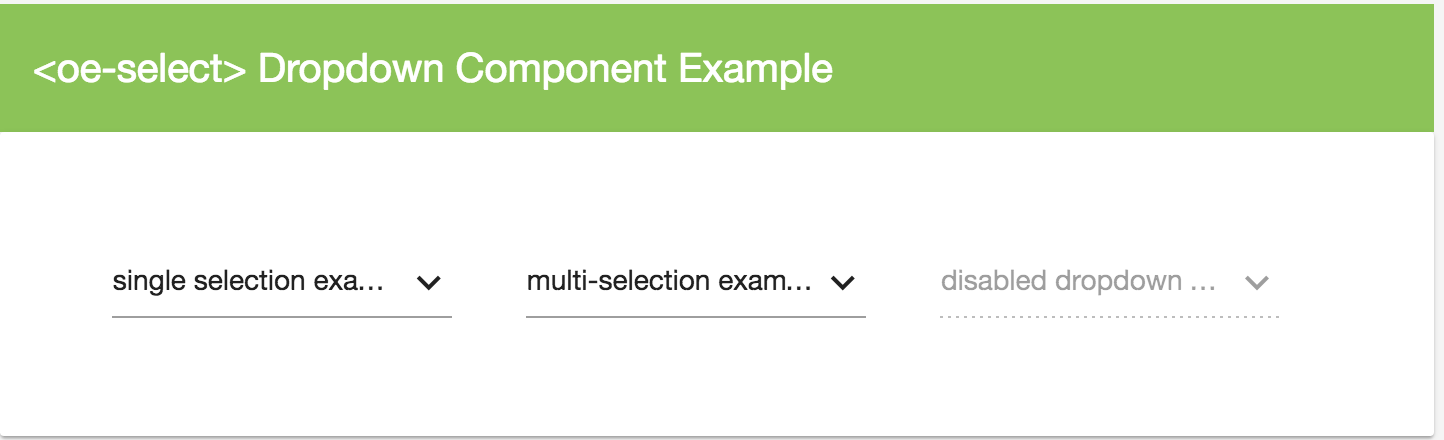 <oe-select> Dropdown Component Example
single selection exa... multi-selection exam... disabled dropdown ...